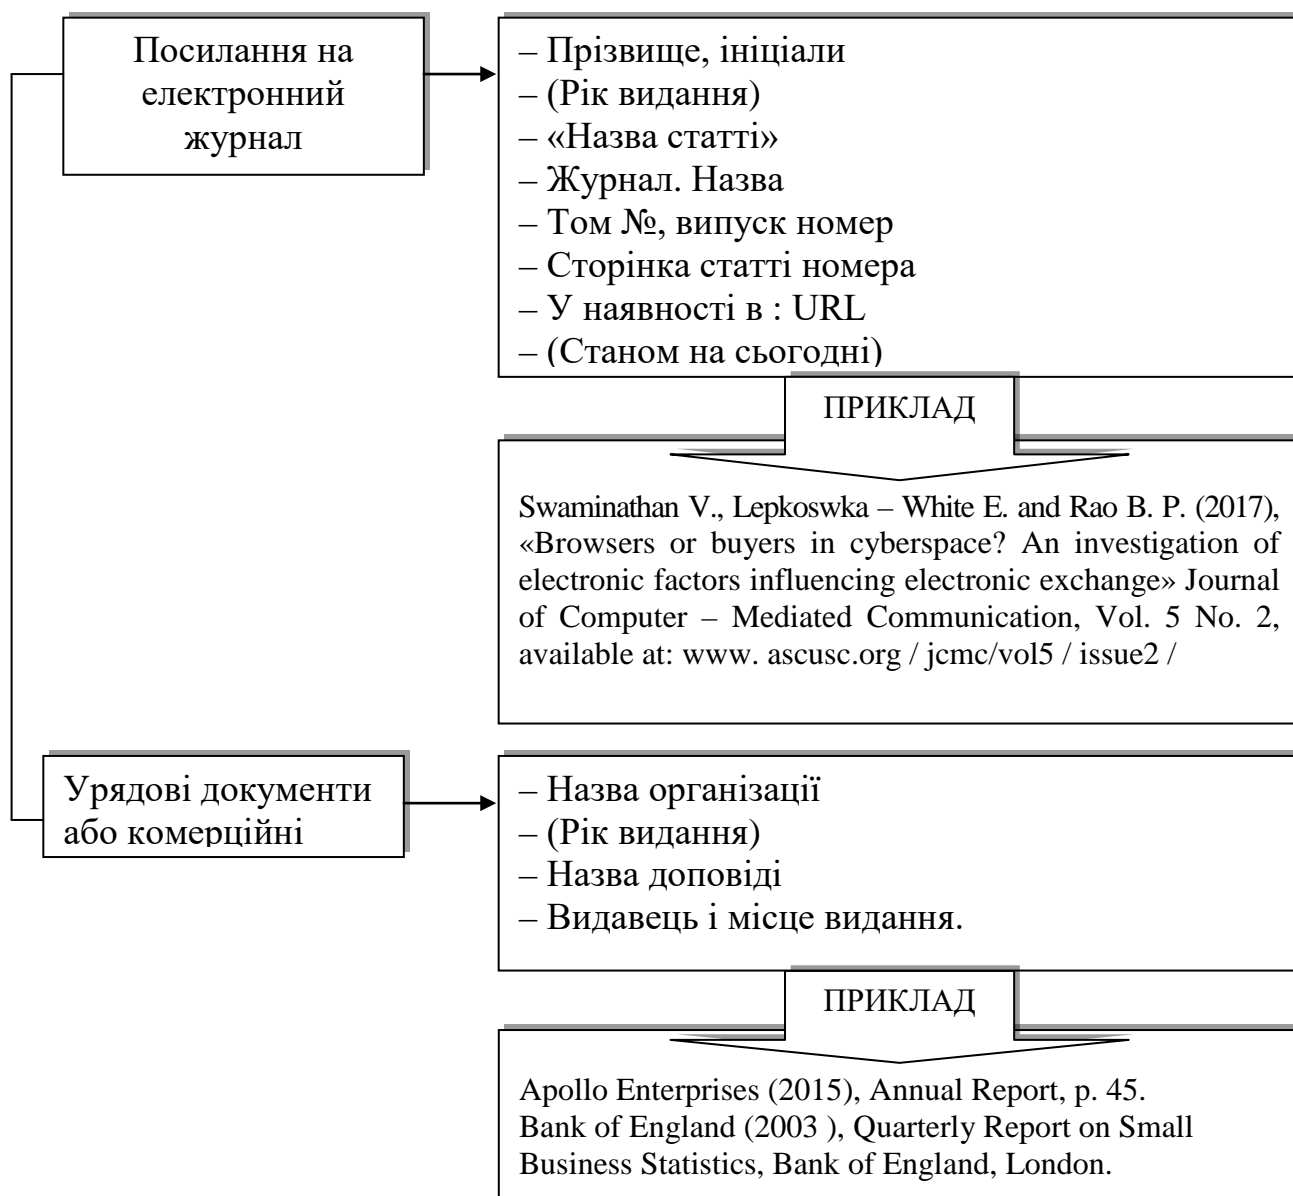 Посилання на
електронний
журнал
– Прізвище, ініціали
– (Рік видання)
– «Назва статті»
– Журнал. Назва
– Том №, випуск номер
– Сторінка статті номера
– У наявності в : URL
– (Станом на сьогодні)
ПРИКЛАД
Swaminathan V., Lepkoswka – White E. and Rao B. P. (2017),
«Browsers or buyers in cyberspace? An investigation of
electronic factors influencing electronic exchange» Journal
of Computer – Mediated Communication, Vol. 5 No. 2,
available at: www. ascusc.org / jcmc/vol5 / issue2 /
Урядові документи
або комерційні
– Назва організації
– (Рік видання)
– Назва доповіді
– Видавець і місце видання.
ПРИКЛАД
Apollo Enterprises (2015), Annual Report, p. 45.
Bank of England (2003 ), Quarterly Report on Small
Business Statistics, Bank of England, London.